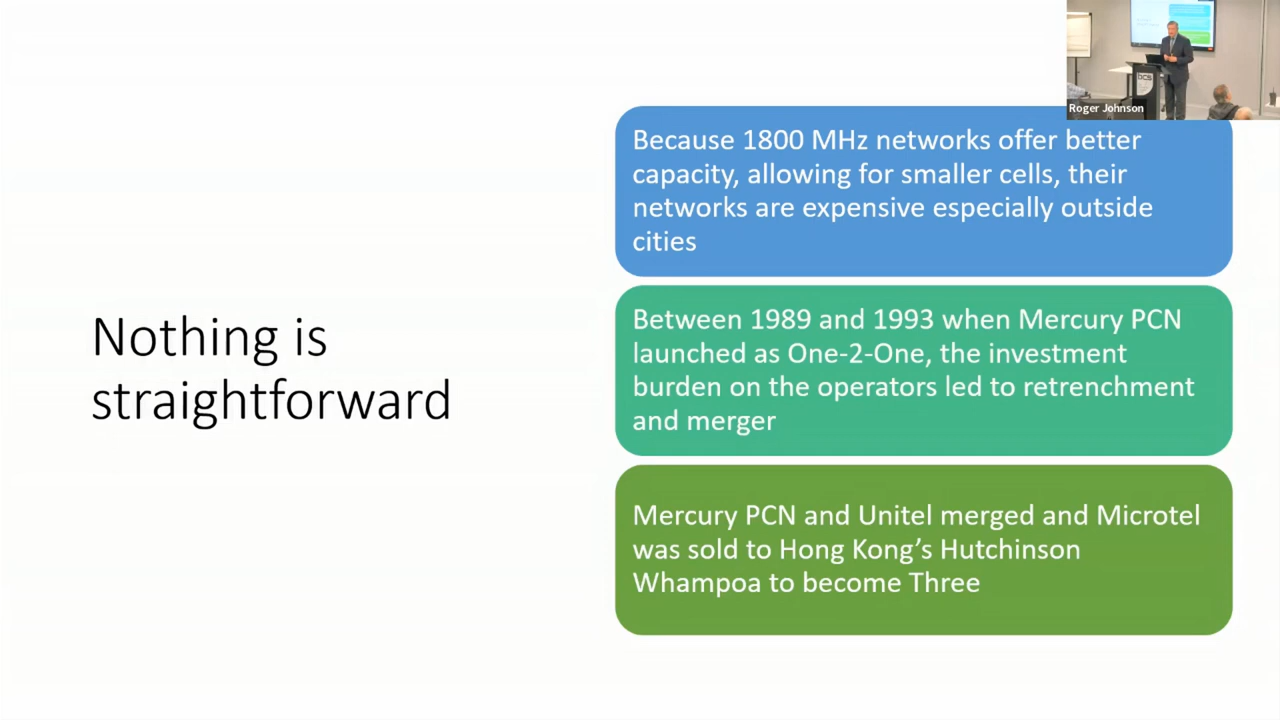 Nothing is
straightforward
Because 1800 MHz networks offer better
capacity, allowing for smaller cells, their
networks are expensive especially outside
cities
Between 1989 and 1993 when Mercury PCN
launched as One-2-One, the investment
burden on the operators led to retrenchment
and merger
Mercury PCN and Unitel merged and Microtel
was sold to Hong Kong’s Hutchinson
Whampoa to become Three
bcs
Roger Johnson